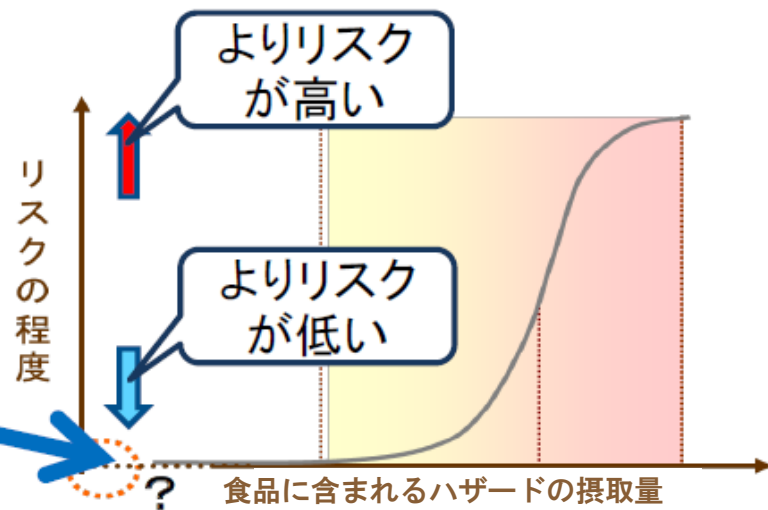 よりリスク
が高い
リスクの程度
よりリスク
が低い
?
食品に含まれるハザードの摂取量